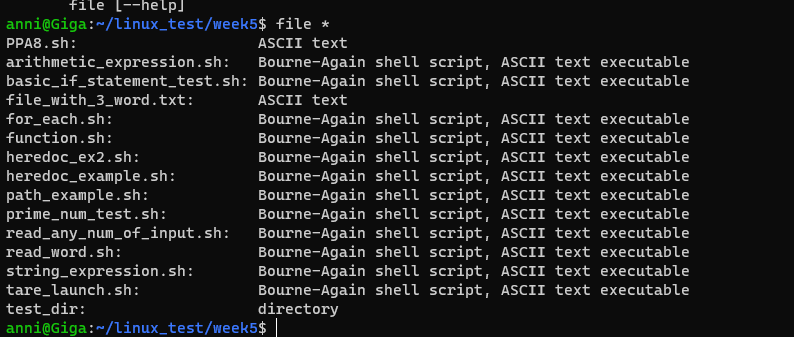 file [--help]
anni@Giga:~/linux_test/week5$ file *
PPA8.sh: ASCII text
arithmetic_expression.sh: Bourne-Again shell script, ASCII text executable
basic_if_statement_test.sh: Bourne-Again shell script, ASCII text executable
file_with_3_word.txt: ASCII text
for_each.sh: Bourne-Again shell script, ASCII text executable
function.sh: Bourne-Again shell script, ASCII text executable
heredoc_ex2.sh: Bourne-Again shell script, ASCII text executable
heredoc_example.sh: Bourne-Again shell script, ASCII text executable
path_example.sh: Bourne-Again shell script, ASCII text executable
prime_num_test.sh: Bourne-Again shell script, ASCII text executable
read_any_num_of_input.sh: Bourne-Again shell script, ASCII text executable
read_word.sh: Bourne-Again shell script, ASCII text executable
string_expression.sh: Bourne-Again shell script, ASCII text executable
tare_launch.sh: Bourne-Again shell script, ASCII text executable
test_dir: directory
anni@Giga:~/linux_test/week5$